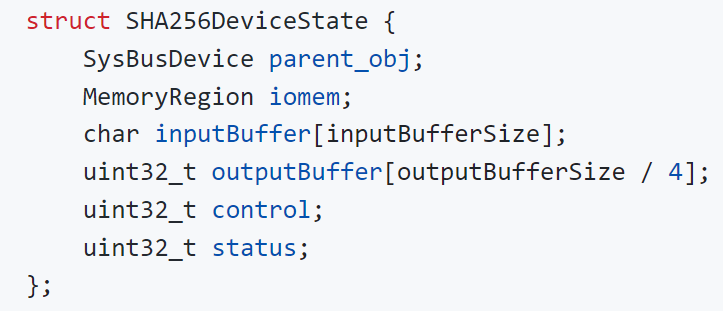 struct SHA256DeviceState {
    SysBusDevice parent_obj;
    MemoryRegion iomem;
    char inputBuffer[inputBufferSize];
    uint32_t outputBuffer[outputBufferSize / 4];
    uint32_t control;
    uint32_t status;
};